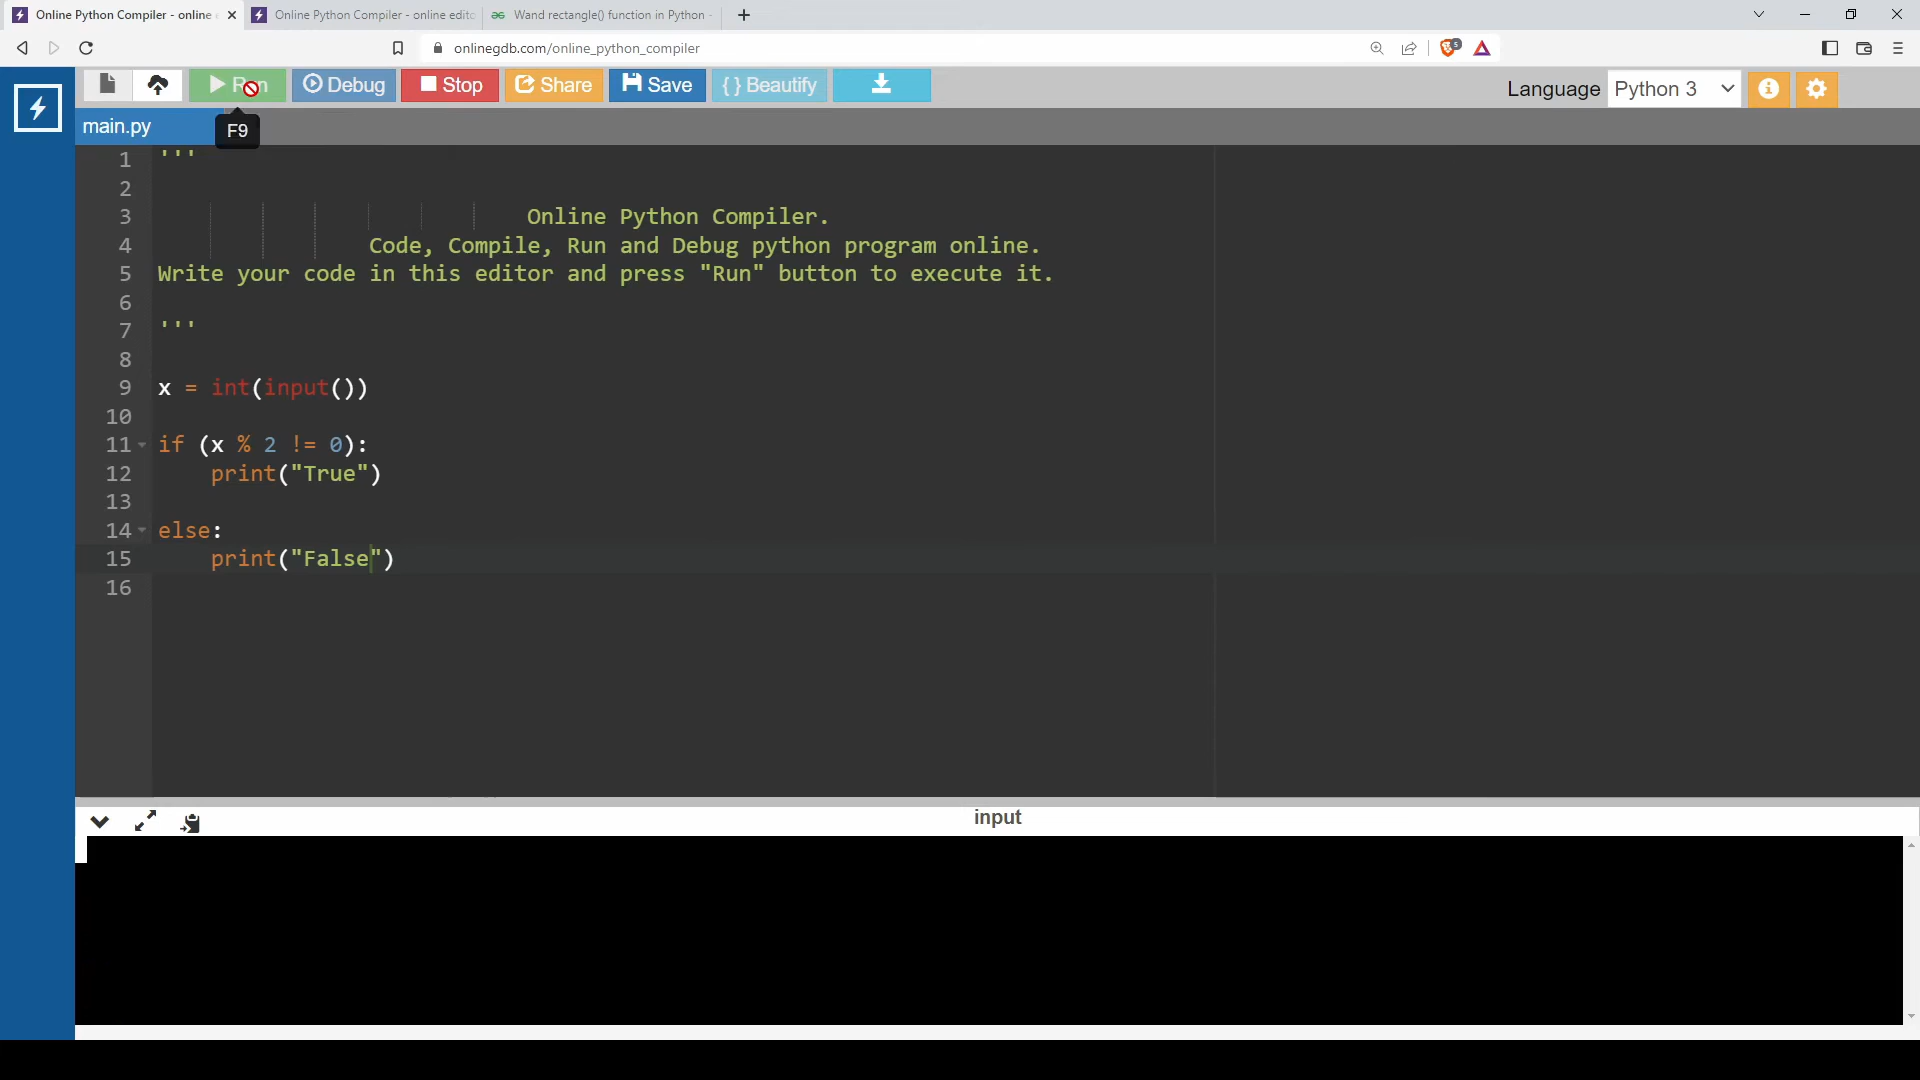 Online Python Compiler - online
Online Python Compiler - online edito
Wand rectangle() function in Python -
onlinegdb.com/online_python_compiler
5
Run
Debug
Stop
Share
Save
{ } Beautify
Language
Python 3
main.py
F9
1 '''
2
3 Online Python Compiler.
4 Code, Compile, Run and Debug python program online.
5 Write your code in this editor and press "Run" button to execute it.
6
7 '''
8
9 x = int(input())
10
11 if (x % 2 != 0):
12 print("True")
13
14 else:
15 print("False")
16
input